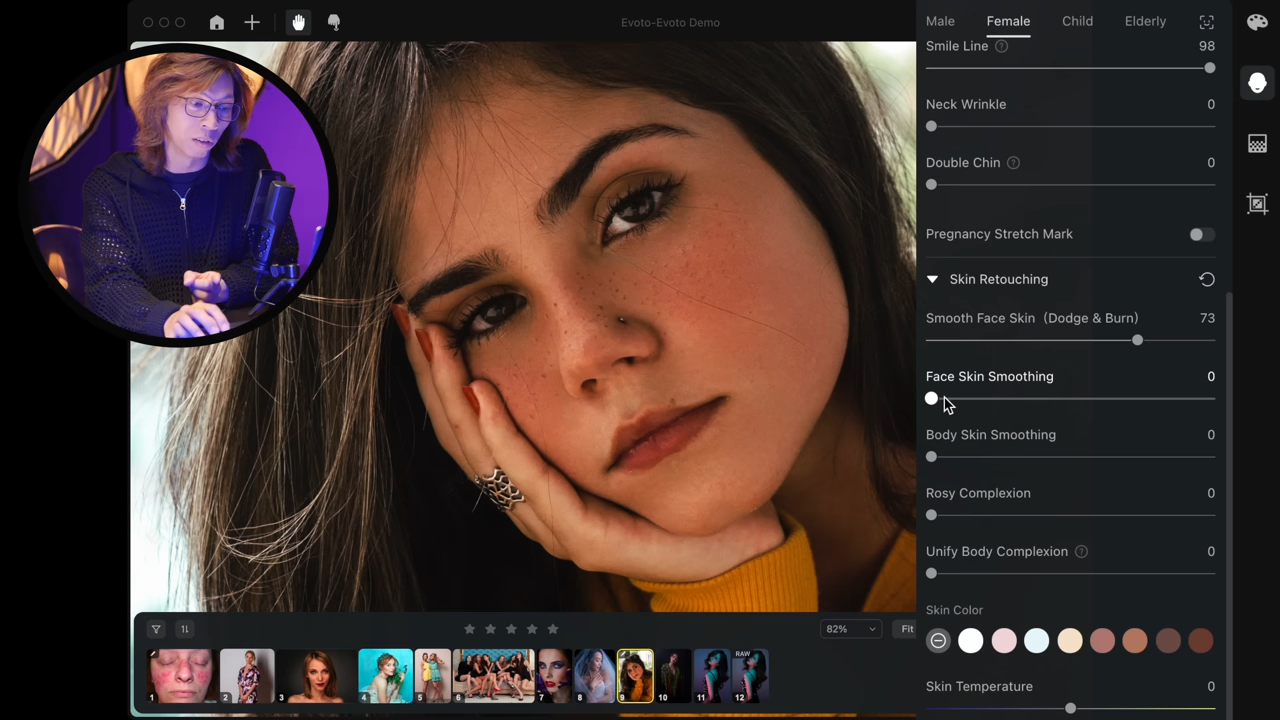 Evoto-Evoto Demo
Male Female Child Elderly
Smile Line ? 98
Neck Wrinkle 0
Double Chin ? 0
Pregnancy Stretch Mark
Skin Retouching
Smooth Face Skin (Dodge & Burn) 73
Face Skin Smoothing 0
Body Skin Smoothing 0
Rosy Complexion 0
Unify Body Complexion ? 0
Skin Color
Skin Temperature 0
82% Fit
RAW
1 2 3 4 5 6 7 8 9 10 11 12